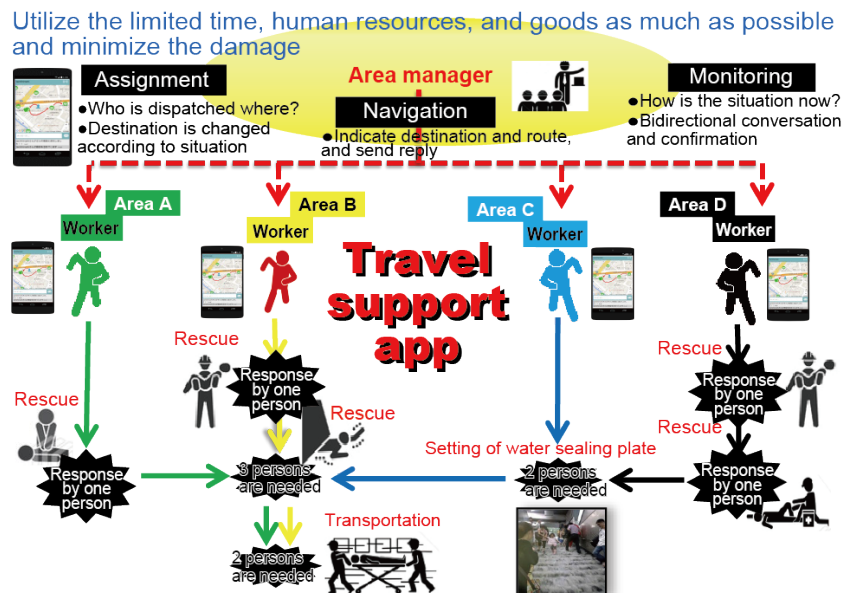 Utilize the limited time, human resources, and goods as much as possible
and minimize the damage
Assignment
●Who is dispatched where?
●Destination is changed
according to situation
Area manager
Navigation
●Indicate destination and route,
and send reply
Monitoring
●How is the situation now?
●Bidirectional conversation
and confirmation
Area A
Worker
Area B
Worker
Area C
Worker
Area D
Worker
Travel
support
app
Rescue
Response
by one
person
Rescue
Response
by one
person
Rescue
3 persons
are needed
Transportation
2 persons
are needed
Setting of water sealing plate
2 persons
are needed
Rescue
Response
by one
person
Rescue
Response
by one
person